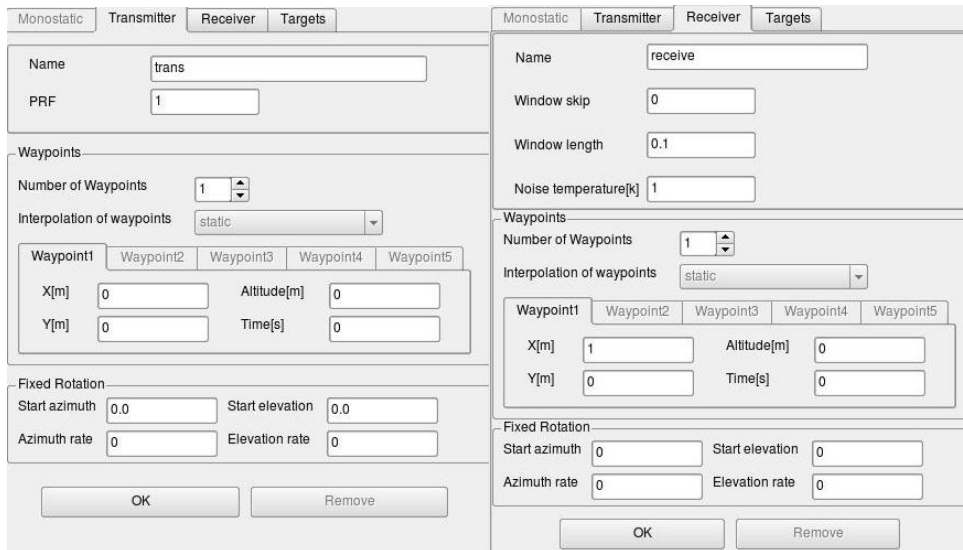 Monostatic Transmitter Receiver Targets
Name trans
PRF 1
Waypoints
Number of Waypoints 1
Interpolation of waypoints static
Waypoint1 Waypoint2 Waypoint3 Waypoint4 Waypoint5
X[m] 0 Altitude[m] 0
Y[m] 0 Time[s] 0
Fixed Rotation
Start azimuth 0.0 Start elevation 0.0
Azimuth rate 0 Elevation rate 0
OK Remove
Monostatic Transmitter Receiver Targets
Name receive
Window skip 0
Window length 0.1
Noise temperature[k] 1
Waypoints
Number of Waypoints 1
Interpolation of waypoints static
Waypoint1 Waypoint2 Waypoint3 Waypoint4 Waypoint5
X[m] 1 Altitude[m] 0
Y[m] 0 Time[s] 0
Fixed Rotation
Start azimuth 0 Start elevation 0
Azimuth rate 0 Elevation rate 0
OK Remove